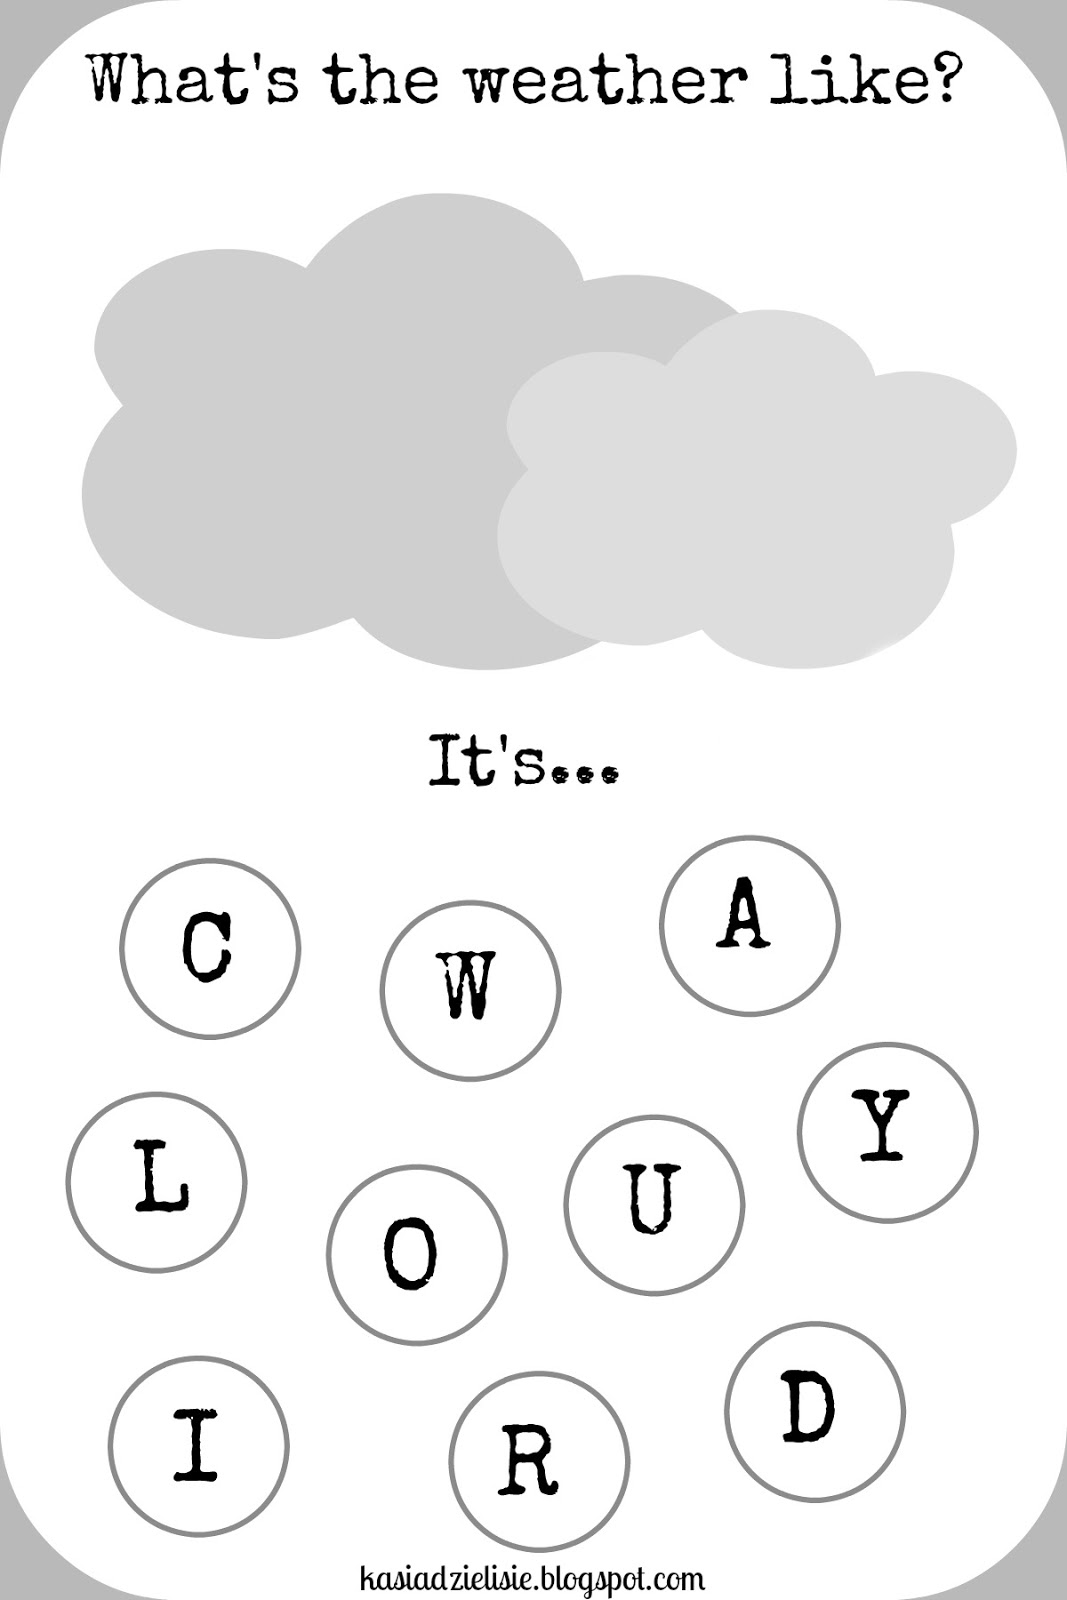 What's the weather like?
It's...
C W A
L O U Y
I R D
kasiadzielisie.blogspot.com